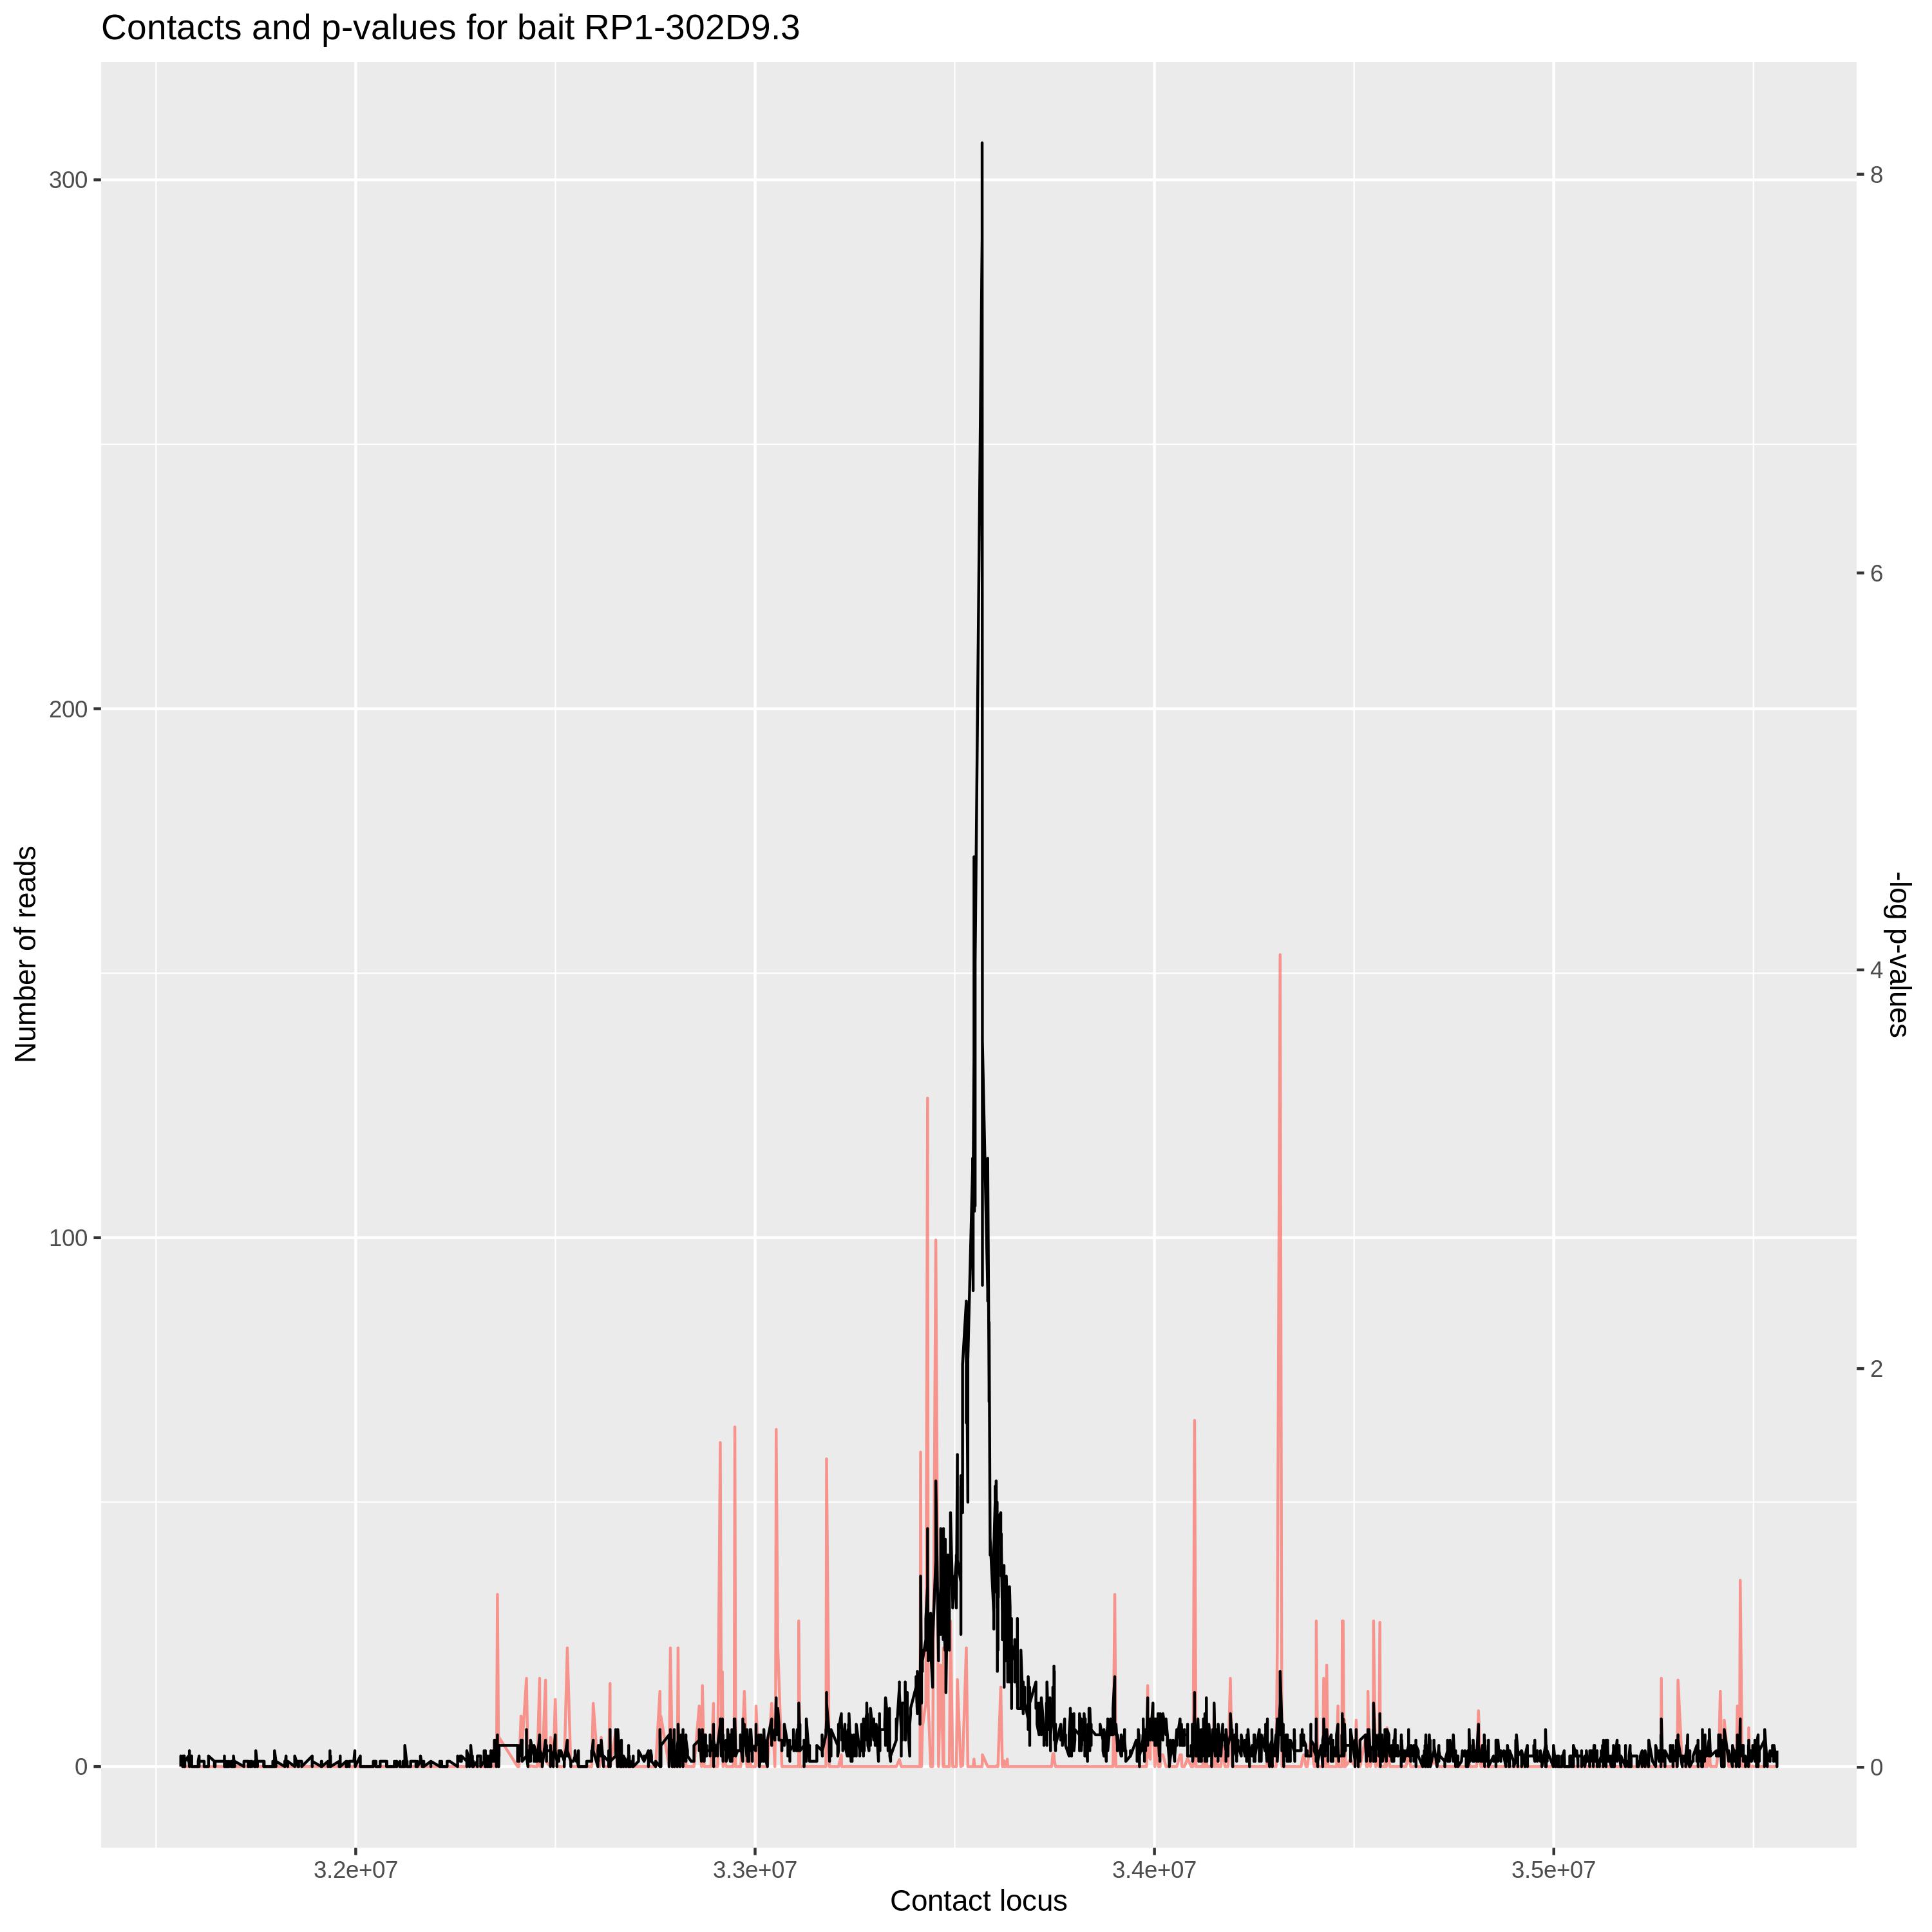 Contacts and p-values for bait RP1-302D9.3
300
200
100
0
Number of reads
8
6
4
2
0
-log p-values
3.2e+07
3.3e+07
3.4e+07
3.5e+07
Contact locus